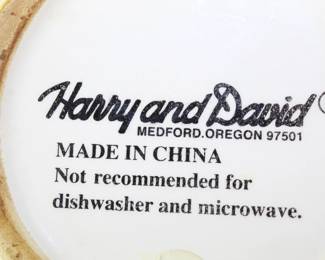 Harry and David
MEDFORD.OREGON 97501
MADE IN CHINA
Not recommended for
dishwasher and microwave.